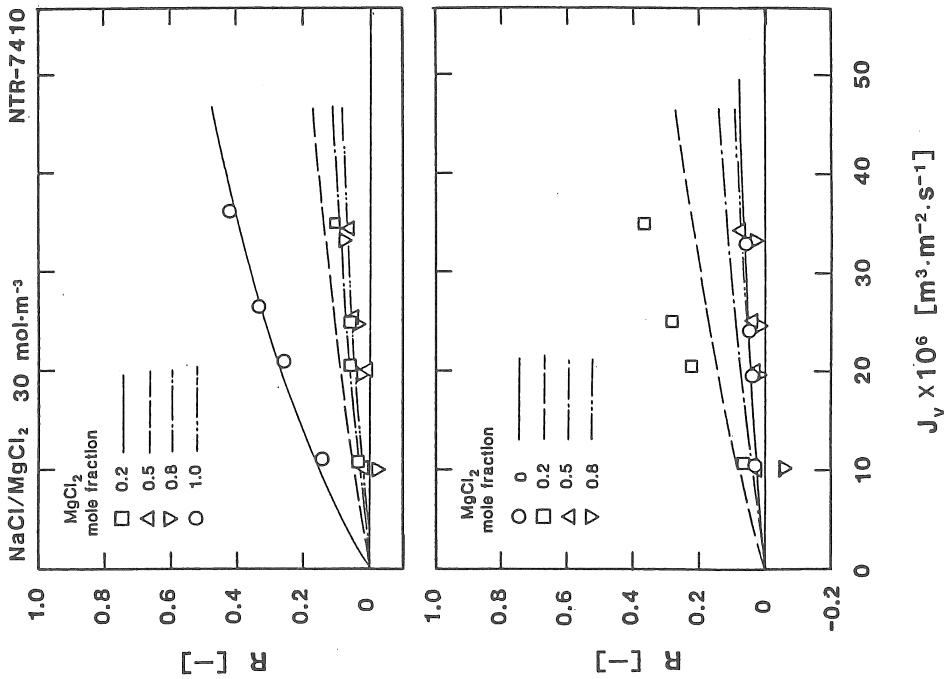 NaCl/MgCl₂ 30 mol·m⁻³ NTR-7410
1.0
0.8
0.6
0.4
0.2
0
R [−]
MgCl₂
mole fraction
0.2
0.5
0.8
1.0
1.0
0.8
0.6
0.4
0.2
0
-0.2
R [−]
MgCl₂
mole fraction
0
0.2
0.5
0.8
0 10 20 30 40 50
Jᵥ ×10⁶ [m³·m⁻²·s⁻¹]